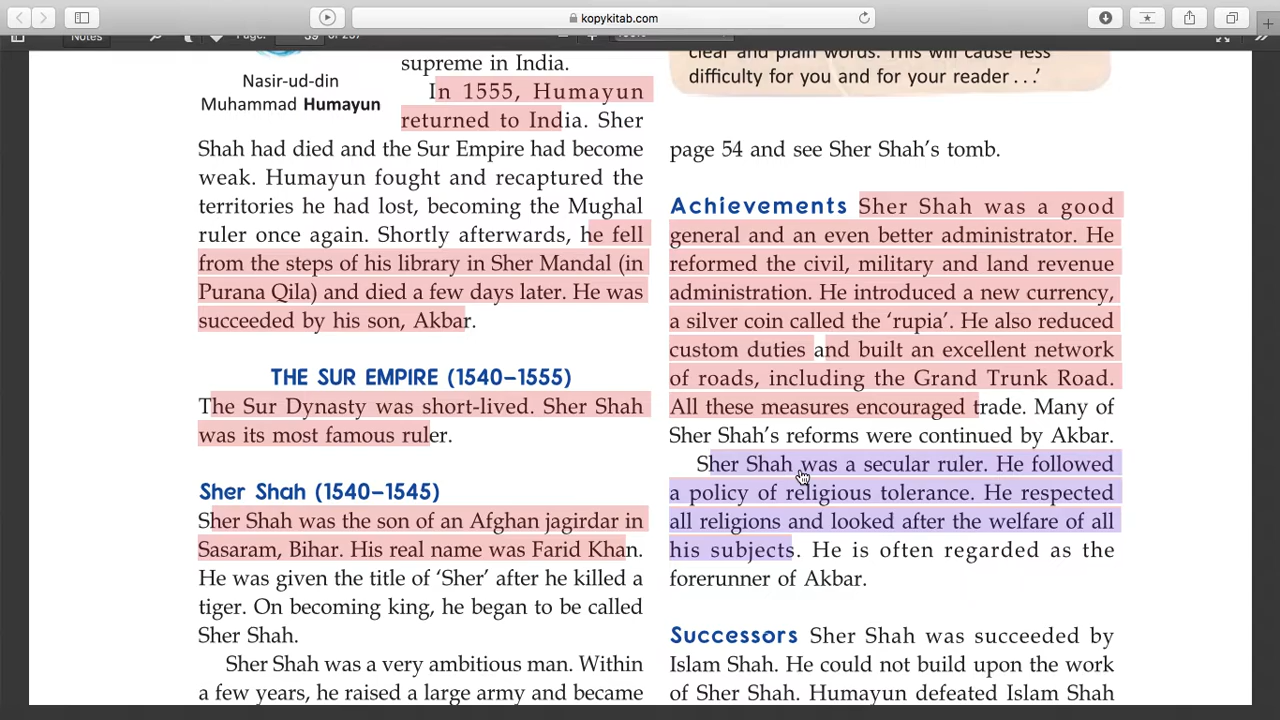 kopykitab.com
Notes
Page:
supreme in India.
Nasir-ud-din
Muhammad Humayun
In 1555, Humayun
returned to India. Sher
Shah had died and the Sur Empire had become
weak. Humayun fought and recaptured the
territories he had lost, becoming the Mughal
ruler once again. Shortly afterwards, he fell
from the steps of his library in Sher Mandal (in
Purana Qila) and died a few days later. He was
succeeded by his son, Akbar.
THE SUR EMPIRE (1540–1555)
The Sur Dynasty was short-lived. Sher Shah
was its most famous ruler.
Sher Shah (1540–1545)
Sher Shah was the son of an Afghan jagirdar in
Sasaram, Bihar. His real name was Farid Khan.
He was given the title of ‘Sher’ after he killed a
tiger. On becoming king, he began to be called
Sher Shah.
Sher Shah was a very ambitious man. Within
a few years, he raised a large army and became
clear and plain words. This will cause less
difficulty for you and for your reader . . .’
page 54 and see Sher Shah’s tomb.
Achievements Sher Shah was a good
general and an even better administrator. He
reformed the civil, military and land revenue
administration. He introduced a new currency,
a silver coin called the ‘rupia’. He also reduced
custom duties and built an excellent network
of roads, including the Grand Trunk Road.
All these measures encouraged trade. Many of
Sher Shah’s reforms were continued by Akbar.
Sher Shah was a secular ruler. He followed
a policy of religious tolerance. He respected
all religions and looked after the welfare of all
his subjects. He is often regarded as the
forerunner of Akbar.
Successors Sher Shah was succeeded by
Islam Shah. He could not build upon the work
of Sher Shah. Humayun defeated Islam Shah